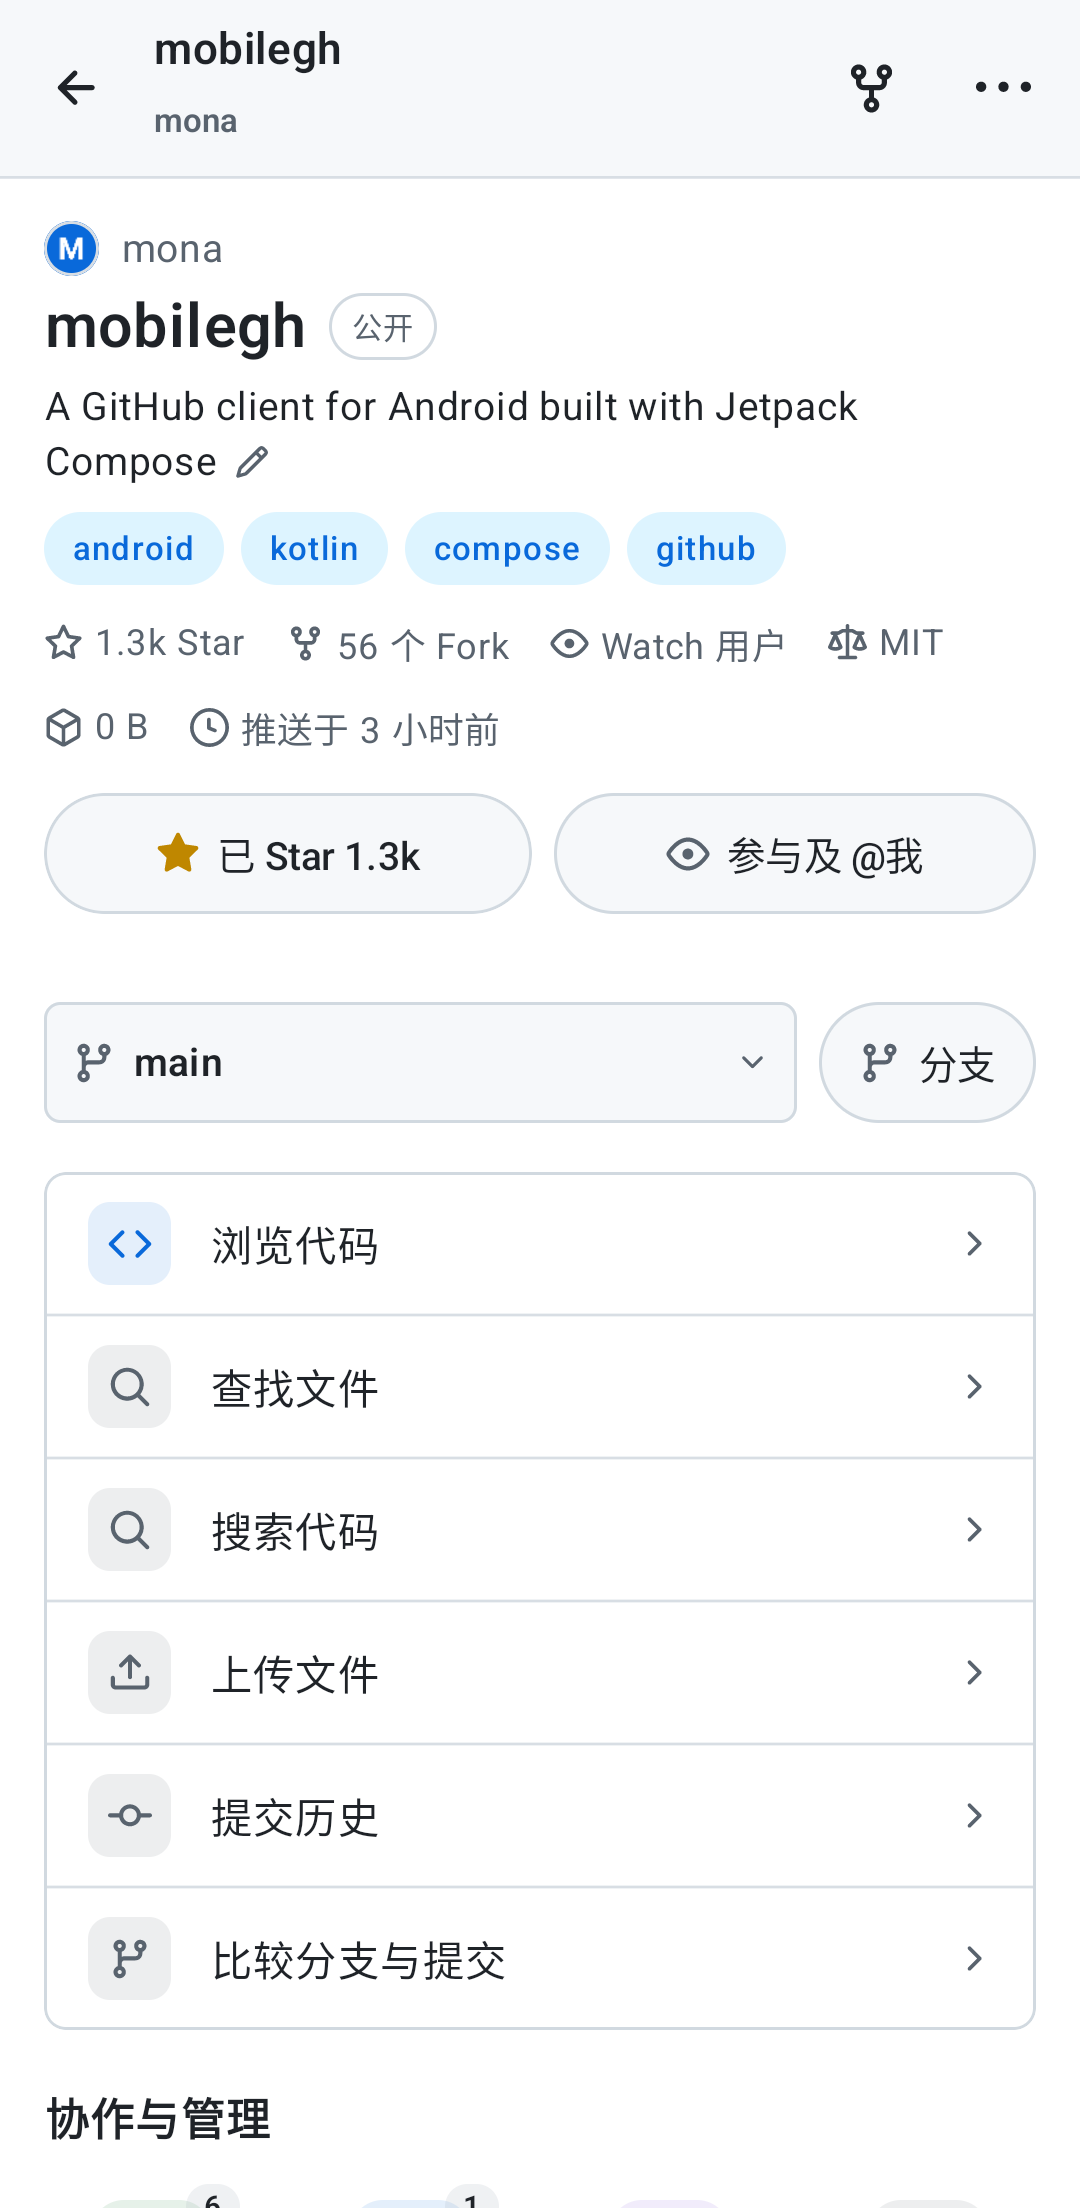 mobilegh
mona
M mona
mobilegh 公开
A GitHub client for Android built with Jetpack
Compose
android kotlin compose github
1.3k Star 56 个 Fork Watch 用户 MIT
0 B 推送于 3 小时前
已 Star 1.3k 参与及 @我
main 分支
浏览代码
查找文件
搜索代码
上传文件
提交历史
比较分支与提交
协作与管理
6 1